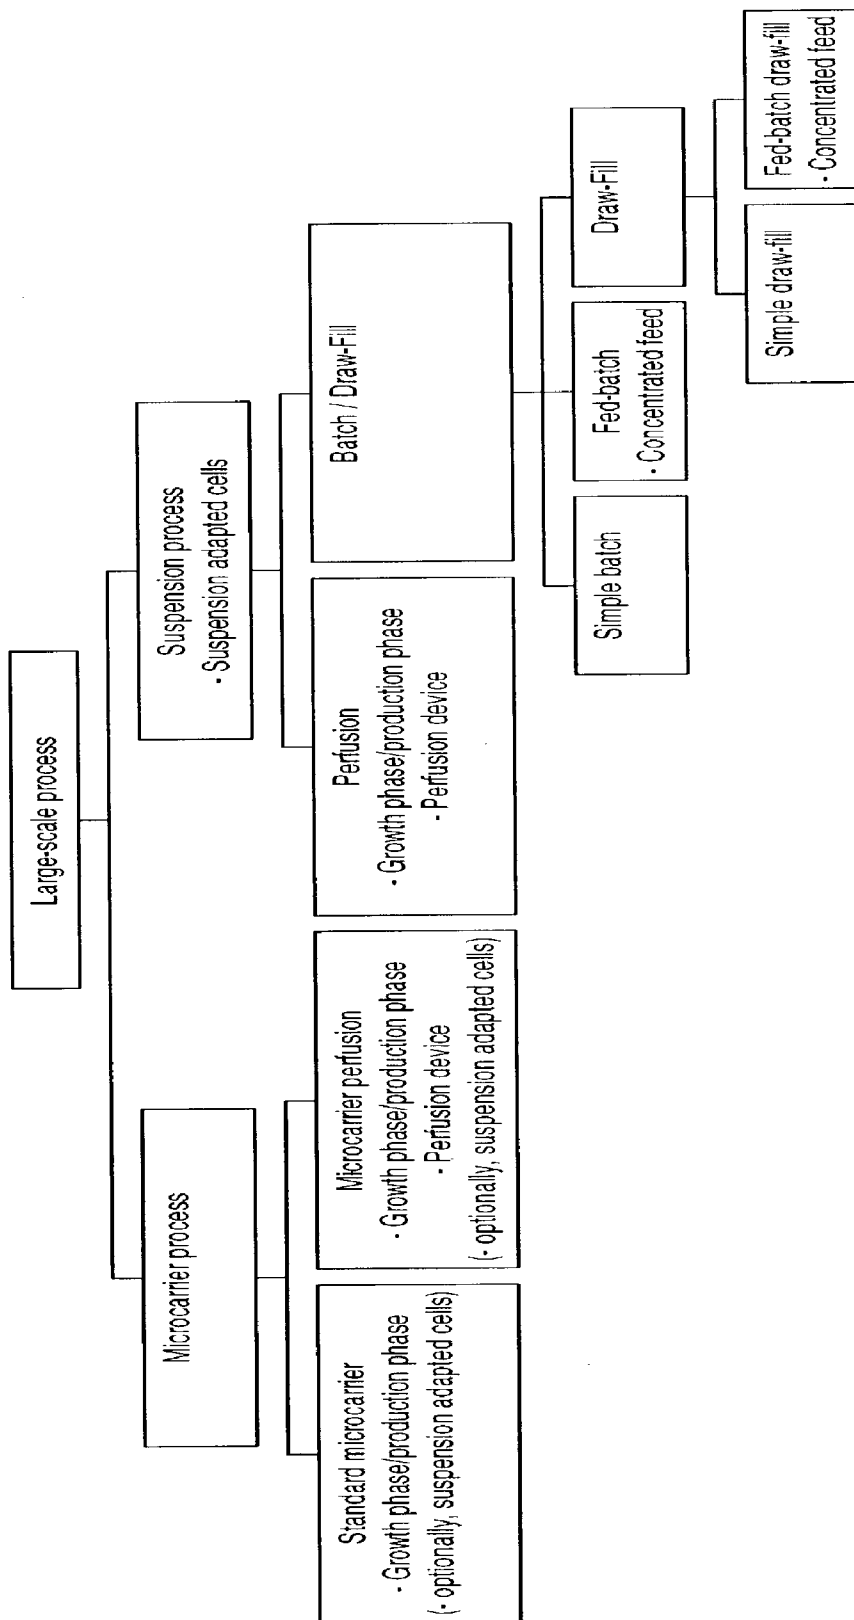 Large-scale process
Microcarrier process
Suspension process
- Suspension adapted cells
Standard microcarrier
- Growth phase/production phase
(- optionally, suspension adapted cells)
Microcarrier perfusion
- Growth phase/production phase
- Perfusion device
(- optionally, suspension adapted cells)
Perfusion
- Growth phase/production phase
- Perfusion device
Batch / Draw-Fill
Simple batch
Fed-batch
- Concentrated feed
Draw-Fill
Simple draw-fill
Fed-batch draw-fill
- Concentrated feed